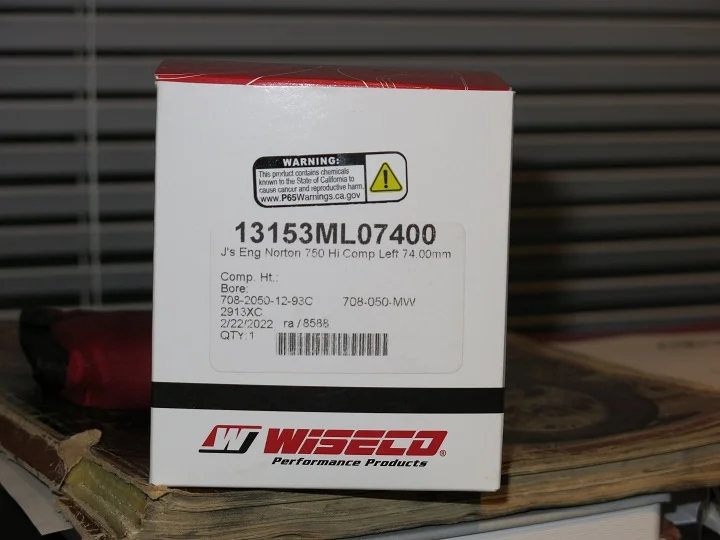 WARNING:
This product contains chemicals
known to the State of California to
cause cancer and reproductive harm.
www.P65Warnings.ca.gov
13153ML07400
J's Eng Norton 750 Hi Comp Left 74.00mm
Comp. Ht.:
Bore:
708-2050-12-93C 708-050-MW
2913XC
2/22/2022 ra / 8588
QTY: 1
W WISECO®
Performance Products